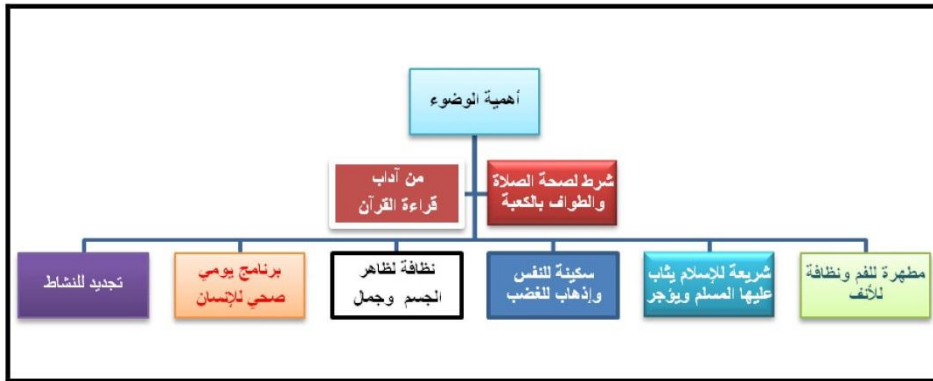 أهمية الوضوء
شرط لصحة الصلاة
والطواف بالكعبة
من آداب
قراءة القرآن
مطهرة للفم ونظافة
للأنف
شريعة للإسلام يثاب
عليها المسلم ويؤجر
سكينة للنفس
وإذهاب للغضب
نظافة لظاهر
الجسم وجمال
برنامج يومي
صحي للإنسان
تجديد للنشاط